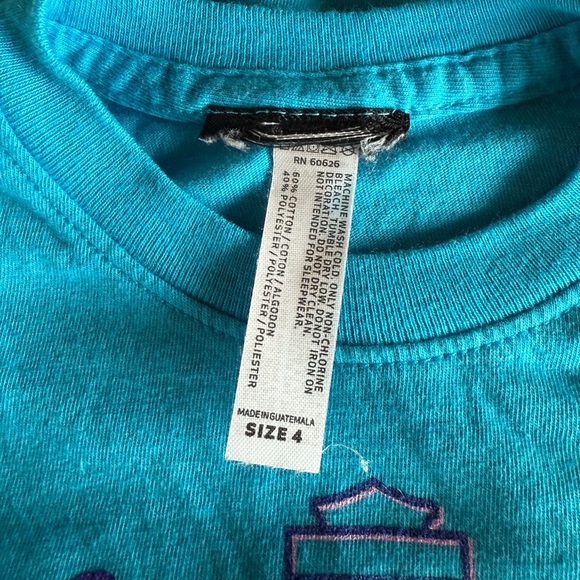 RN 60626
MACHINE WASH COLD. ONLY NON-CHLORINE
BLEACH. TUMBLE DRY LOW. DO NOT IRON ON
DECORATION. DO NOT DRY CLEAN.
NOT INTENDED FOR SLEEPWEAR.
60% COTTON / COTON / ALGODON
40% POLYESTER / POLYESTER / POLIESTER
MADE IN GUATEMALA
SIZE 4